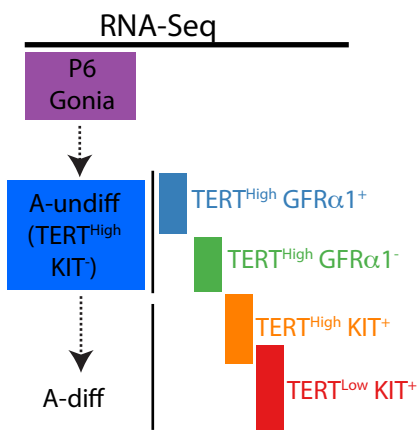 RNA-Seq
P6
Gonia
A-undiff
(TERT^High
KIT^-)
A-diff
TERT^High GFRα1^+
TERT^High GFRα1^-
TERT^High KIT^+
TERT^Low KIT^+